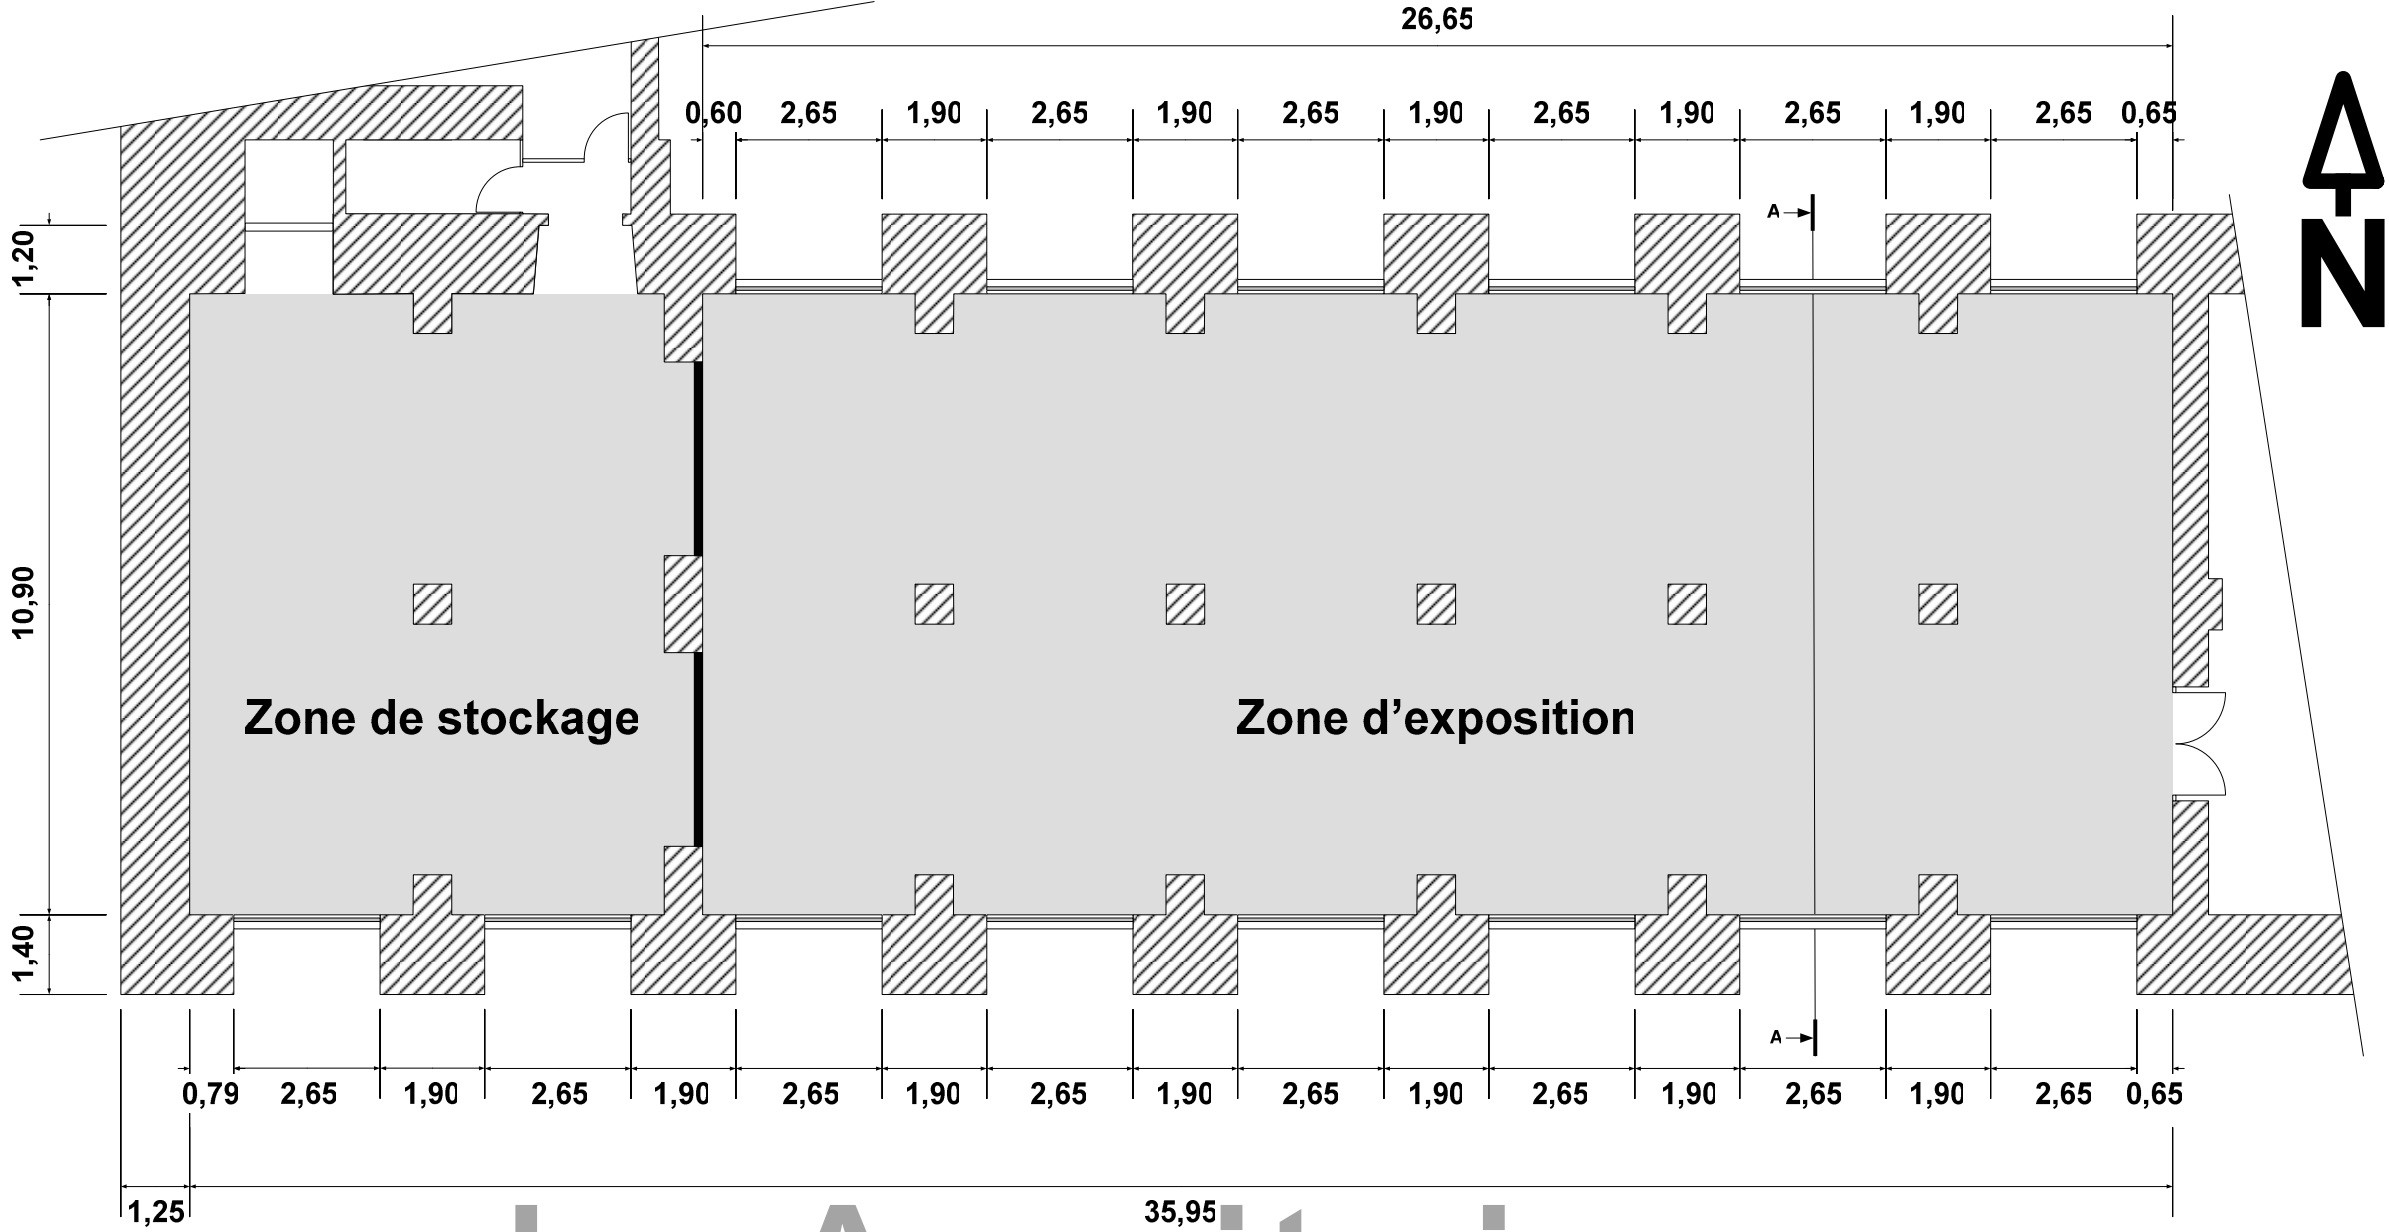 26,65
0,60 2,65 1,90 2,65 1,90 2,65 1,90 2,65 1,90 2,65 1,90 2,65 0,65
A
N
1,20
10,90
1,40
Zone de stockage Zone d’exposition
A
0,79 2,65 1,90 2,65 1,90 2,65 1,90 2,65 1,90 2,65 1,90 2,65 1,90 2,65 1,90 2,65 0,65
1,25 35,95